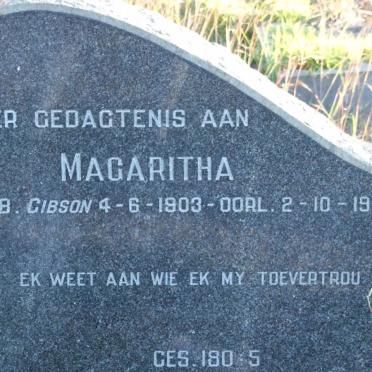 ER GEDAGTENIS AAN
MAGARITHA
B. GIBSON 4-6-1903-OORL. 2-10-19
EK WEET AAN WIE EK MY TOEVERTROU
GES. 180:5